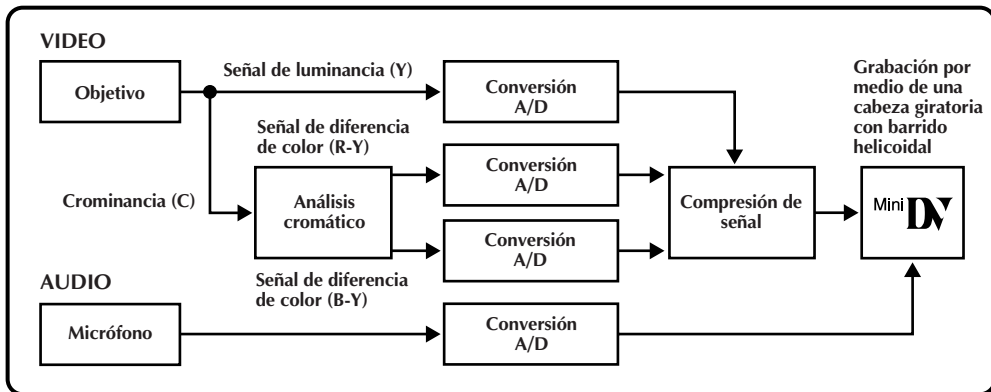 VIDEO
Objetivo
Señal de luminancia (Y)
Conversión
A/D
Grabación por
medio de una
cabeza giratoria
con barrido
helicoidal
Señal de diferencia
de color (R-Y)
Conversión
A/D
Crominancia (C)
Análisis
cromático
Compresión de
señal
Mini DV
Conversión
A/D
Señal de diferencia
de color (B-Y)
AUDIO
Micrófono
Conversión
A/D